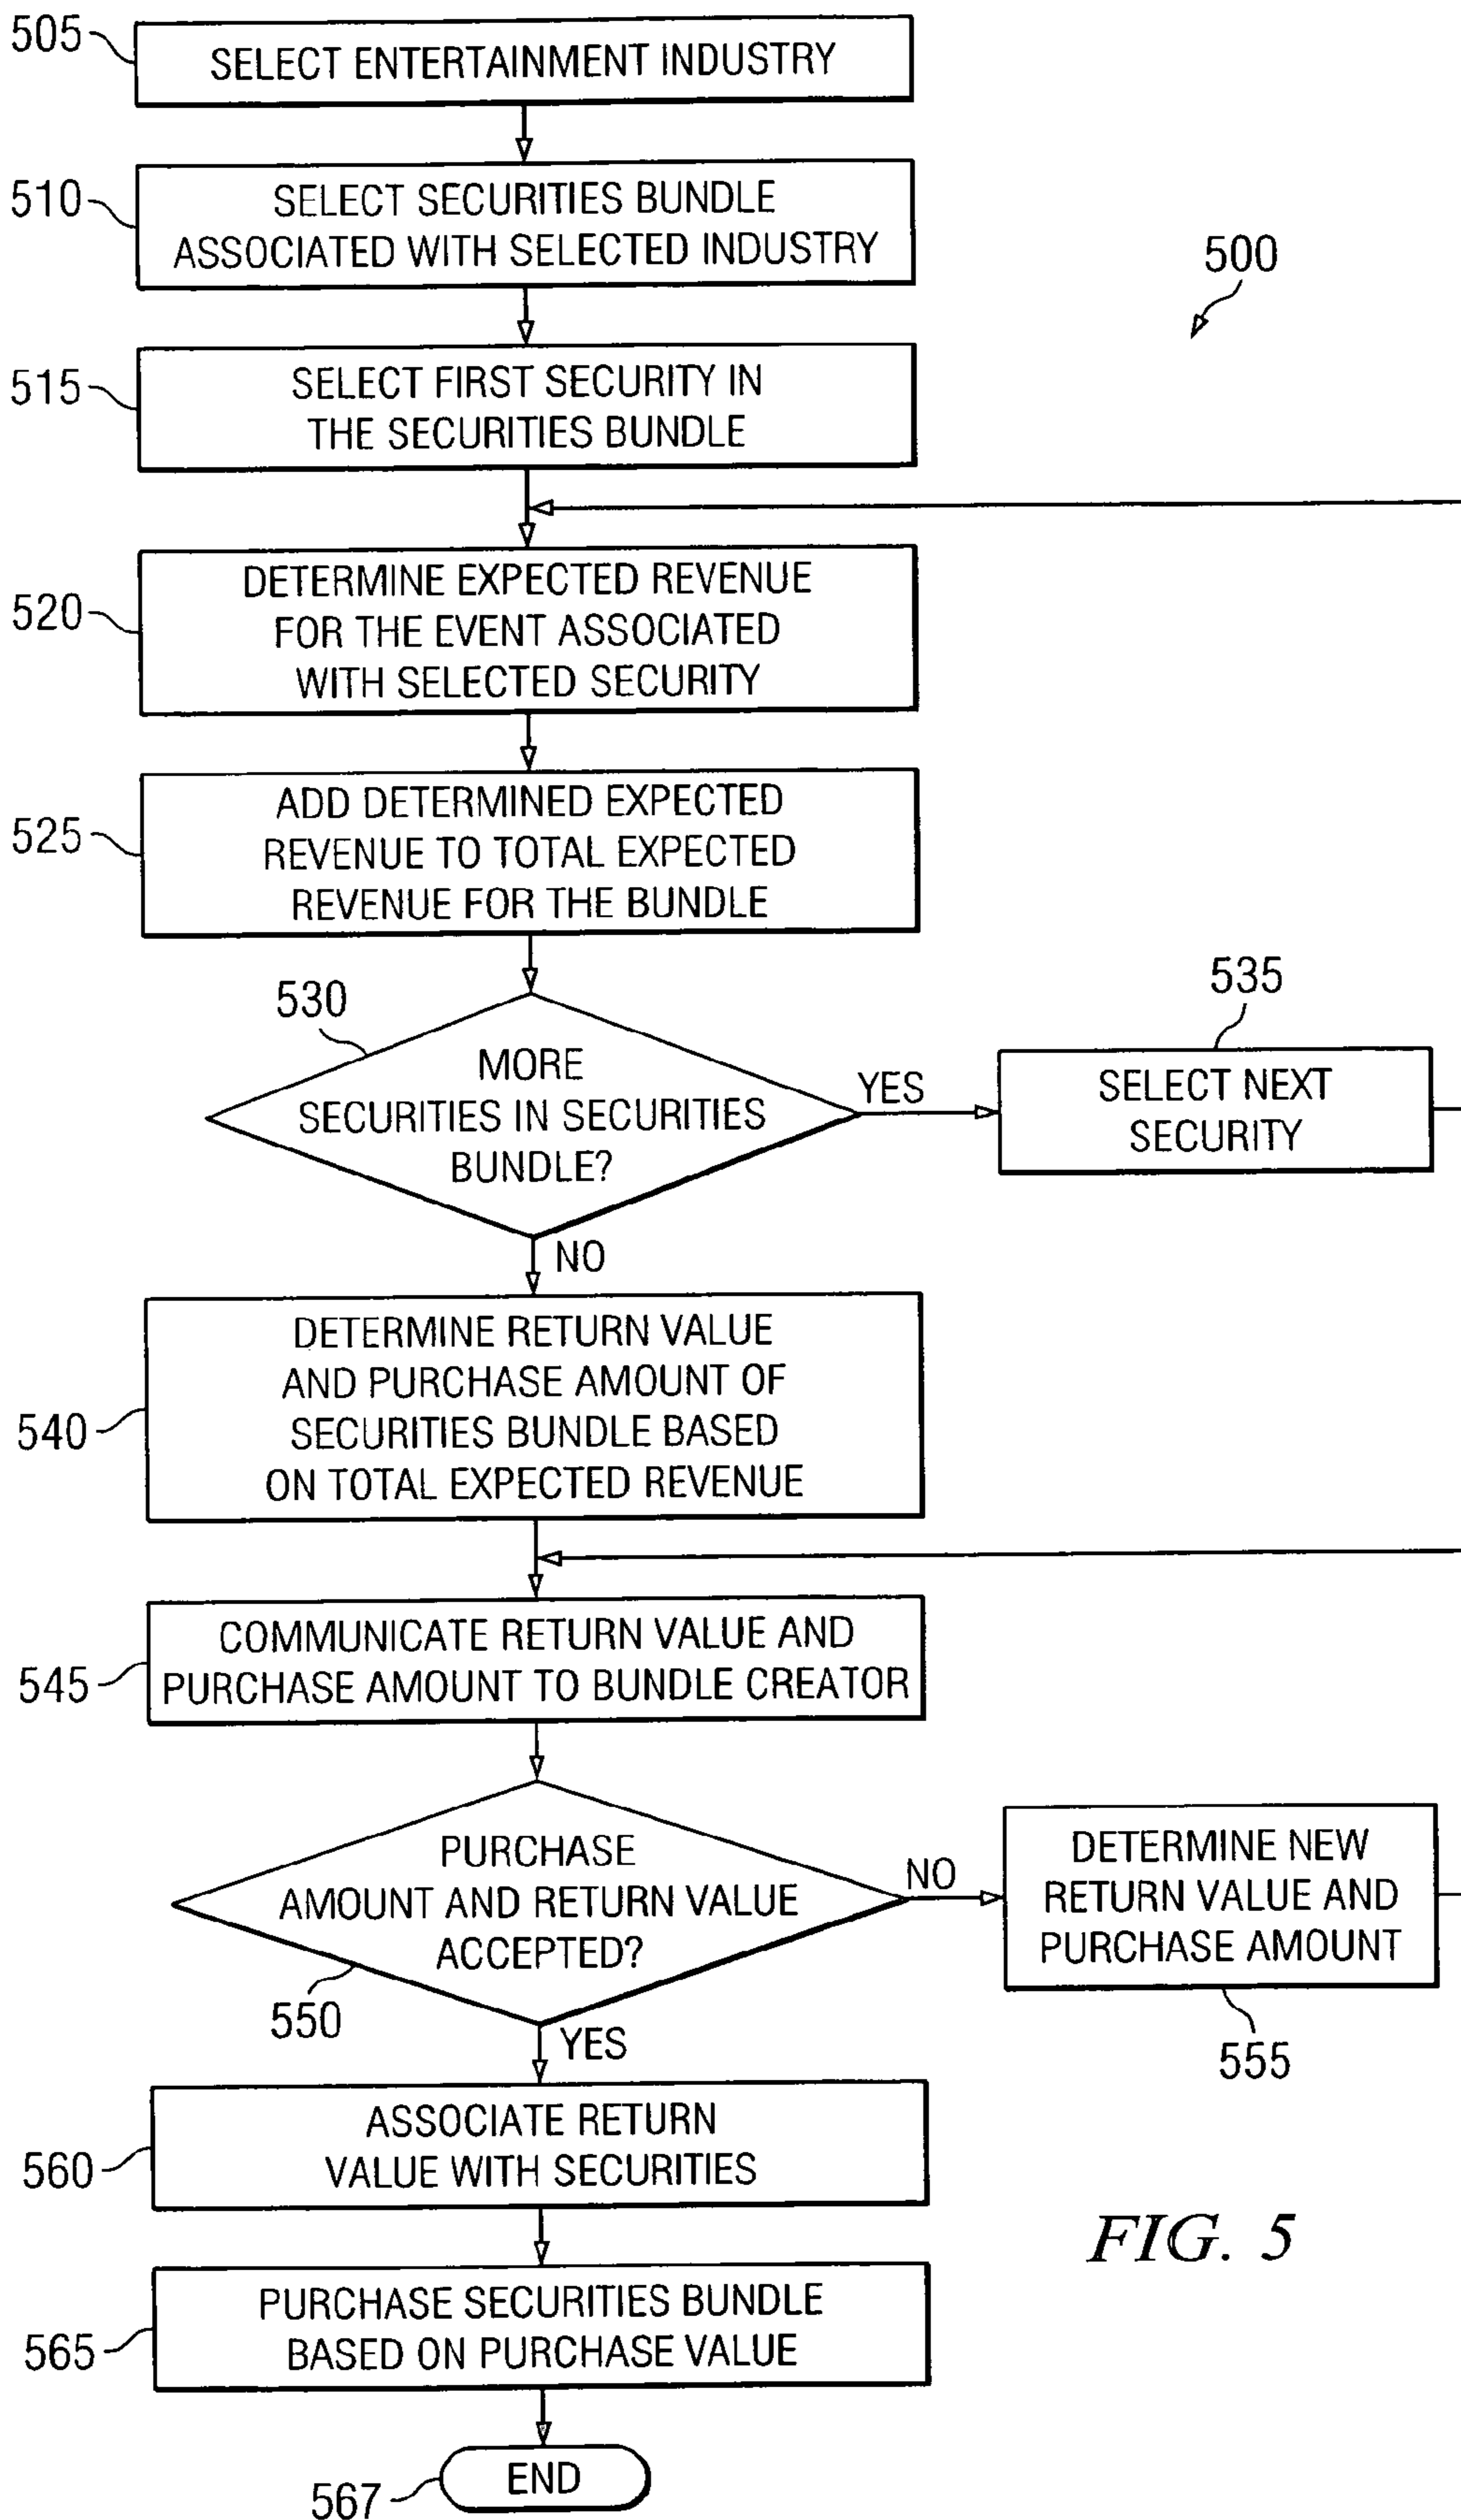 505
SELECT ENTERTAINMENT INDUSTRY
510
SELECT SECURITIES BUNDLE
ASSOCIATED WITH SELECTED INDUSTRY
500
515
SELECT FIRST SECURITY IN
THE SECURITIES BUNDLE
520
DETERMINE EXPECTED REVENUE
FOR THE EVENT ASSOCIATED
WITH SELECTED SECURITY
525
ADD DETERMINED EXPECTED
REVENUE TO TOTAL EXPECTED
REVENUE FOR THE BUNDLE
530
MORE
SECURITIES IN SECURITIES
BUNDLE?
YES
535
SELECT NEXT
SECURITY
NO
540
DETERMINE RETURN VALUE
AND PURCHASE AMOUNT OF
SECURITIES BUNDLE BASED
ON TOTAL EXPECTED REVENUE
545
COMMUNICATE RETURN VALUE AND
PURCHASE AMOUNT TO BUNDLE CREATOR
PURCHASE
AMOUNT AND RETURN VALUE
ACCEPTED?
550
NO
DETERMINE NEW
RETURN VALUE AND
PURCHASE AMOUNT
555
YES
560
ASSOCIATE RETURN
VALUE WITH SECURITIES
565
PURCHASE SECURITIES BUNDLE
BASED ON PURCHASE VALUE
567
END
FIG. 5